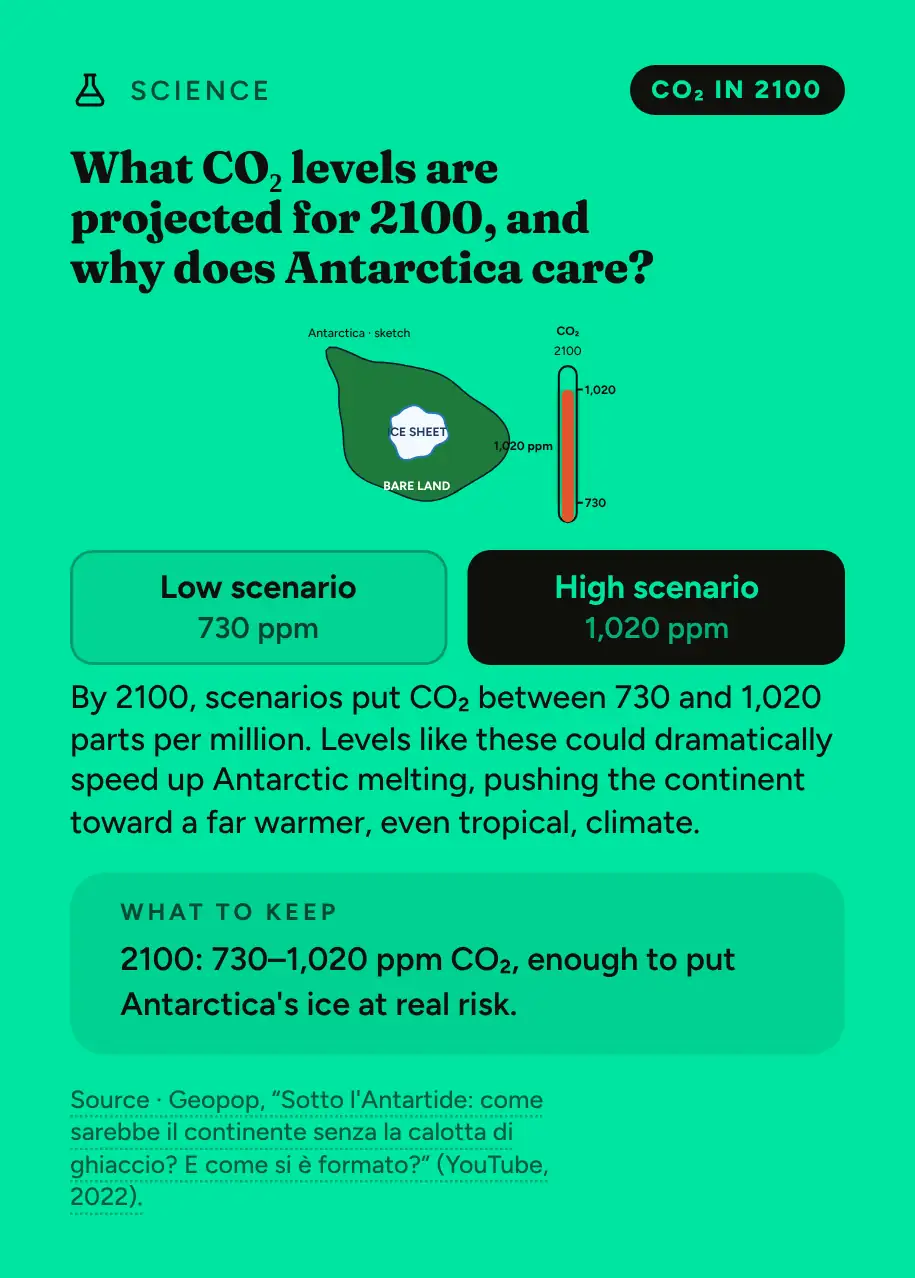 SCIENCE
CO₂ IN 2100
What CO₂ levels are
projected for 2100, and
why does Antarctica care?
Antarctica · sketch
CO₂
2100
1,020
ICE SHEET
1,020 ppm
BARE LAND
730
Low scenario
730 ppm
High scenario
1,020 ppm
By 2100, scenarios put CO₂ between 730 and 1,020
parts per million. Levels like these could dramatically
speed up Antarctic melting, pushing the continent
toward a far warmer, even tropical, climate.
WHAT TO KEEP
2100: 730–1,020 ppm CO₂, enough to put
Antarctica's ice at real risk.
Source · Geopop, “Sotto l'Antartide: come
sarebbe il continente senza la calotta di
ghiaccio? E come si è formato?” (YouTube,
2022).